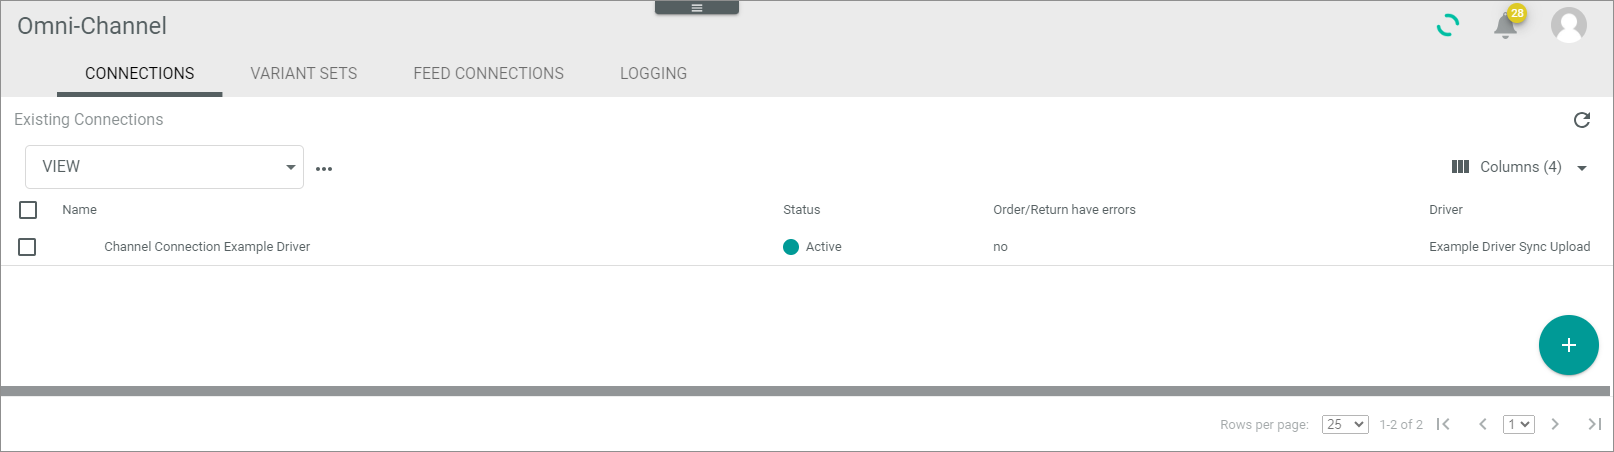 Omni-Channel
28
CONNECTIONS VARIANT SETS FEED CONNECTIONS LOGGING
Existing Connections
VIEW Columns (4)
Name Status Order/Return have errors Driver
Channel Connection Example Driver Active no Example Driver Sync Upload
Rows per page: 25 1-2 of 2 1